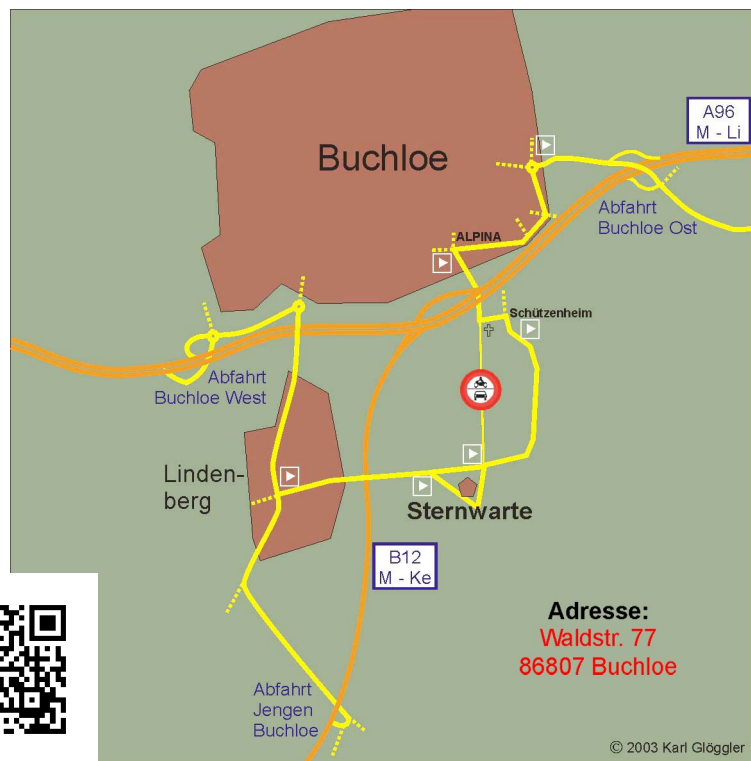 A96
M - Li
Buchloe
Abfahrt
Buchloe Ost
ALPINA
Schützenheim
Abfahrt
Buchloe West
Linden-
berg
Sternwarte
B12
M - Ke
Adresse:
Waldstr. 77
86807 Buchloe
Abfahrt
Jengen
Buchloe
© 2003 Karl Glöggler